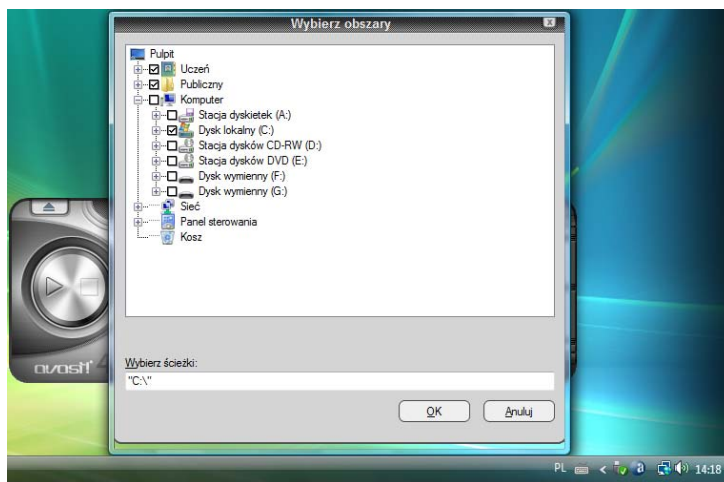 Wybierz obszary
Pulpit
Uczeń
Publiczny
Komputer
Stacja dyskietek (A:)
Dysk lokalny (C:)
Stacja dysków CD-RW (D:)
Stacja dysków DVD (E:)
Dysk wymienny (F:)
Dysk wymienny (G:)
Sieć
Panel sterowania
Kosz
avast! 4
Wybierz ścieżki:
"C:\"
OK
Anuluj
PL
14:18